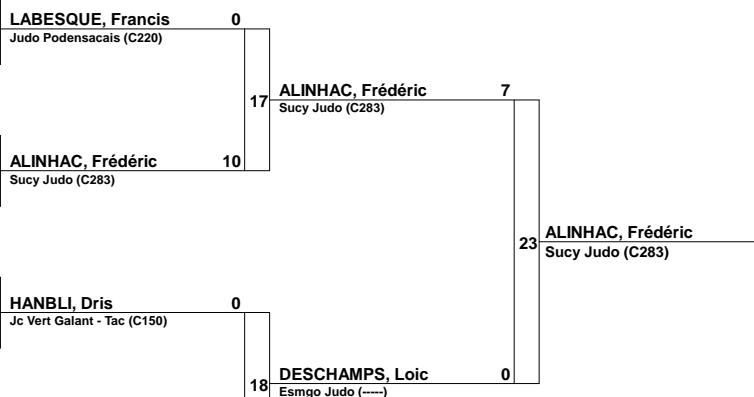 LABESQUE, Francis 0
Judo Podensacais (C220)
17
ALINHAC, Frédéric 7
Sucy Judo (C283)
ALINHAC, Frédéric 10
Sucy Judo (C283)
23
ALINHAC, Frédéric
Sucy Judo (C283)
HANBLI, Dris 0
Jc Vert Galant - Tac (C150)
18
DESCHAMPS, Loic 0
Esmgo Judo (-----)